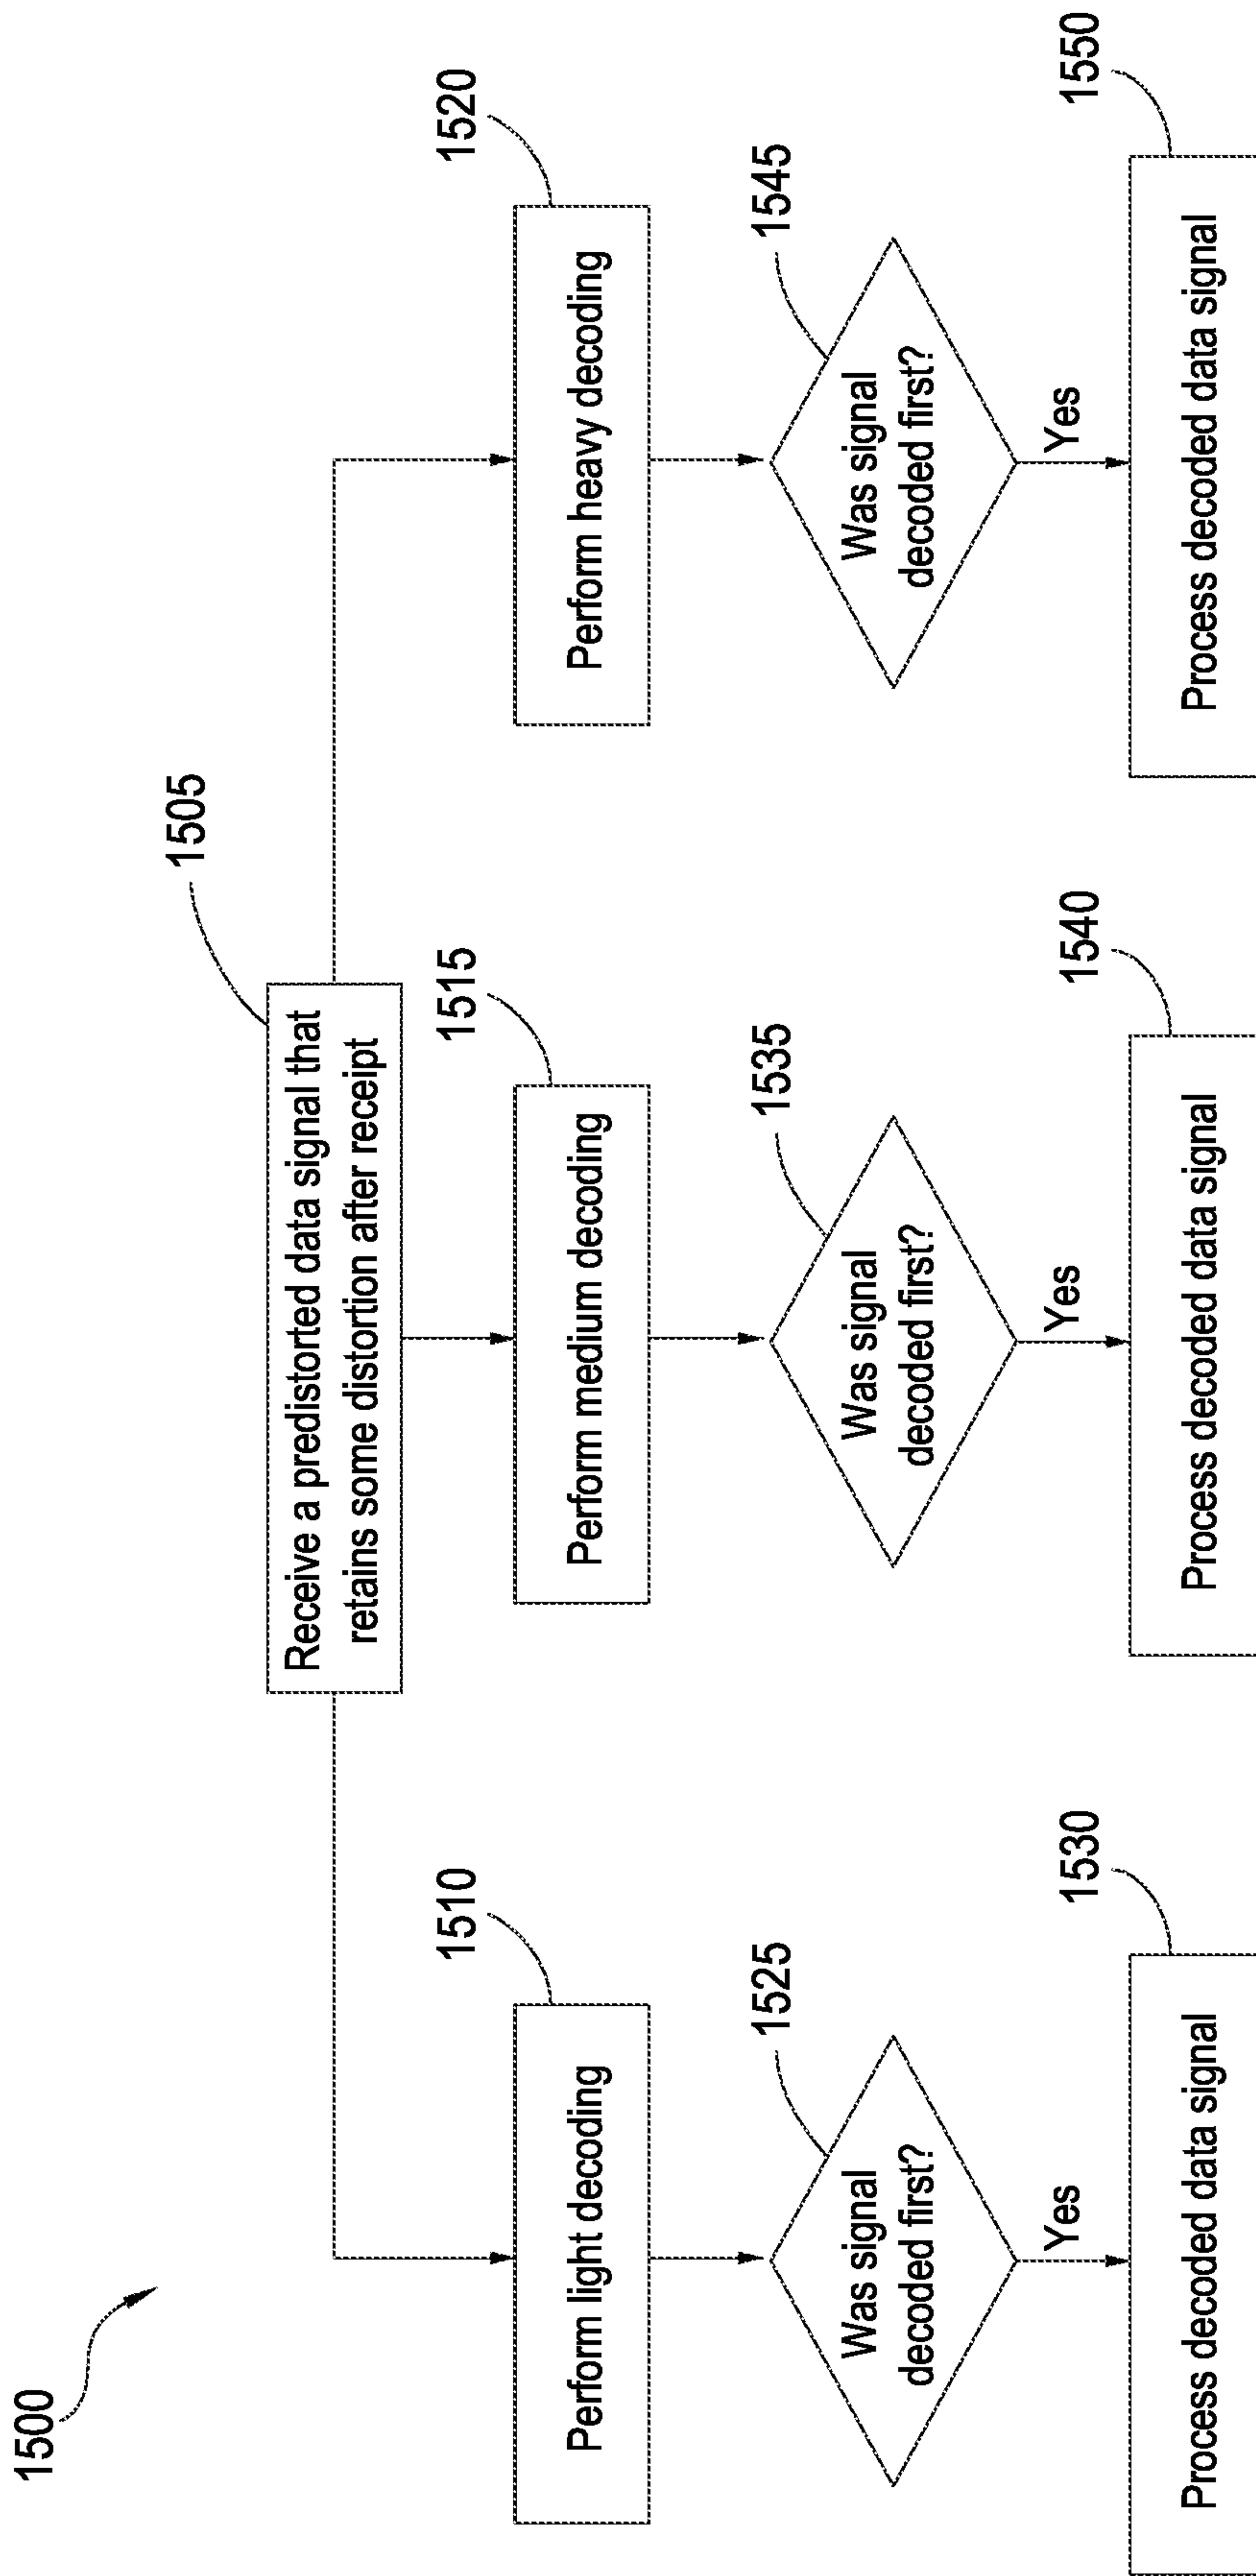 1500
1505
Receive a predistorted data signal that
retains some distortion after receipt
1510
1515
1520
Perform light decoding
Perform medium decoding
Perform heavy decoding
1525
1535
1545
Was signal
decoded first?
Was signal
decoded first?
Was signal
decoded first?
Yes
Yes
Yes
1530
1540
1550
Process decoded data signal
Process decoded data signal
Process decoded data signal